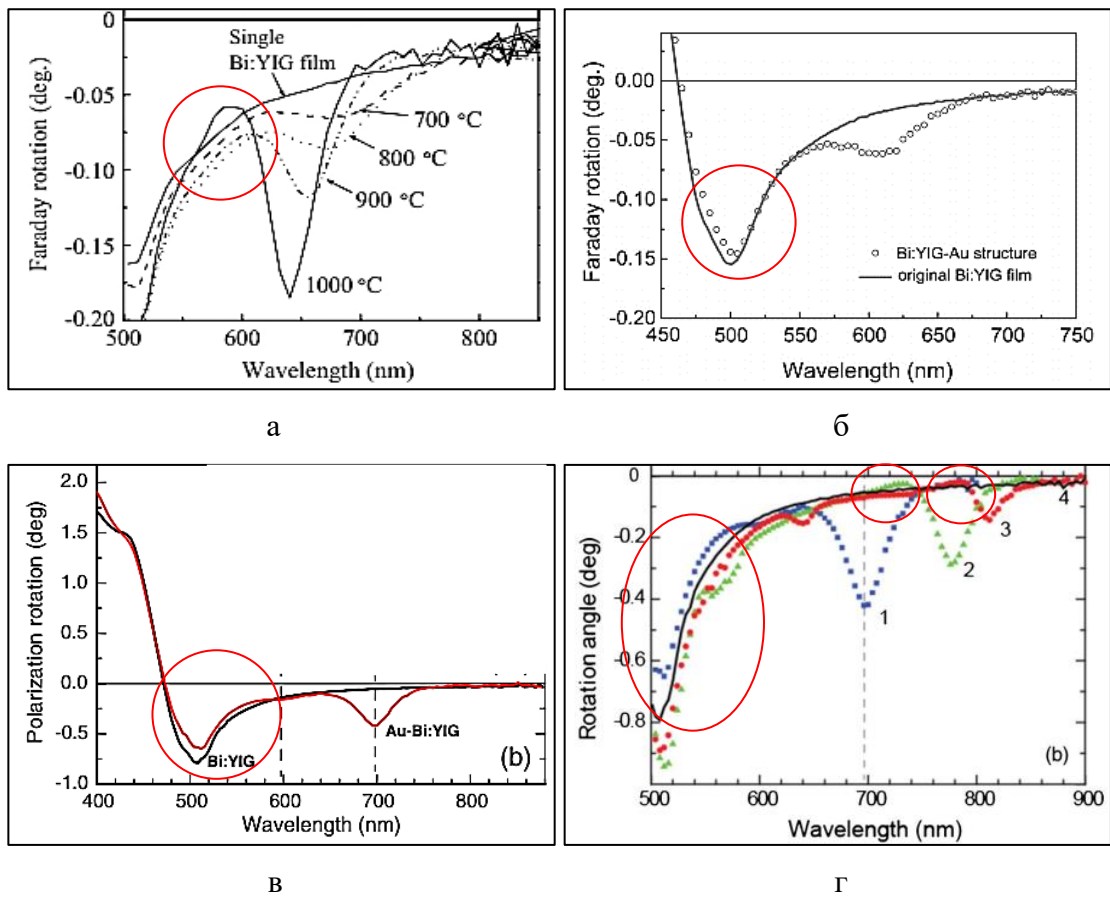 0
-0.05
-0.10
-0.15
-0.20
500
600
700
800
Faraday rotation (deg.)
Wavelength (nm)
Single
Bi:YIG film
700 °C
800 °C
900 °C
1000 °C
а
0.00
-0.05
-0.10
-0.15
-0.20
450
500
550
600
650
700
750
Faraday rotation (deg.)
Wavelength (nm)
Bi:YIG-Au structure
original Bi:YIG film
б
2.0
1.5
1.0
0.5
0.0
-0.5
-1.0
400
500
600
700
800
Polarization rotation (deg)
Wavelength (nm)
Bi:YIG
Au-Bi:YIG
(b)
в
0
-0.2
-0.4
-0.6
-0.8
500
600
700
800
900
Rotation angle (deg)
Wavelength (nm)
1
2
3
4
(b)
г